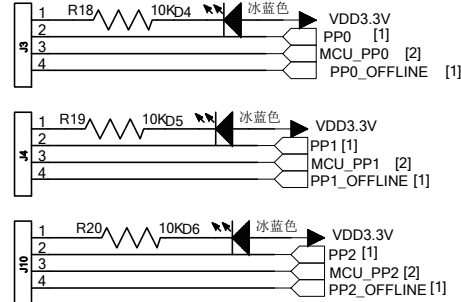 J3 1 R18 10K D4 冰蓝色 VDD3.3V
2 PP0 [1]
3 MCU_PP0 [2]
4 PP0_OFFLINE [1]
J4 1 R19 10K D5 冰蓝色 VDD3.3V
2 PP1 [1]
3 MCU_PP1 [2]
4 PP1_OFFLINE [1]
J10 1 R20 10K D6 冰蓝色 VDD3.3V
2 PP2 [1]
3 MCU_PP2 [2]
4 PP2_OFFLINE [1]